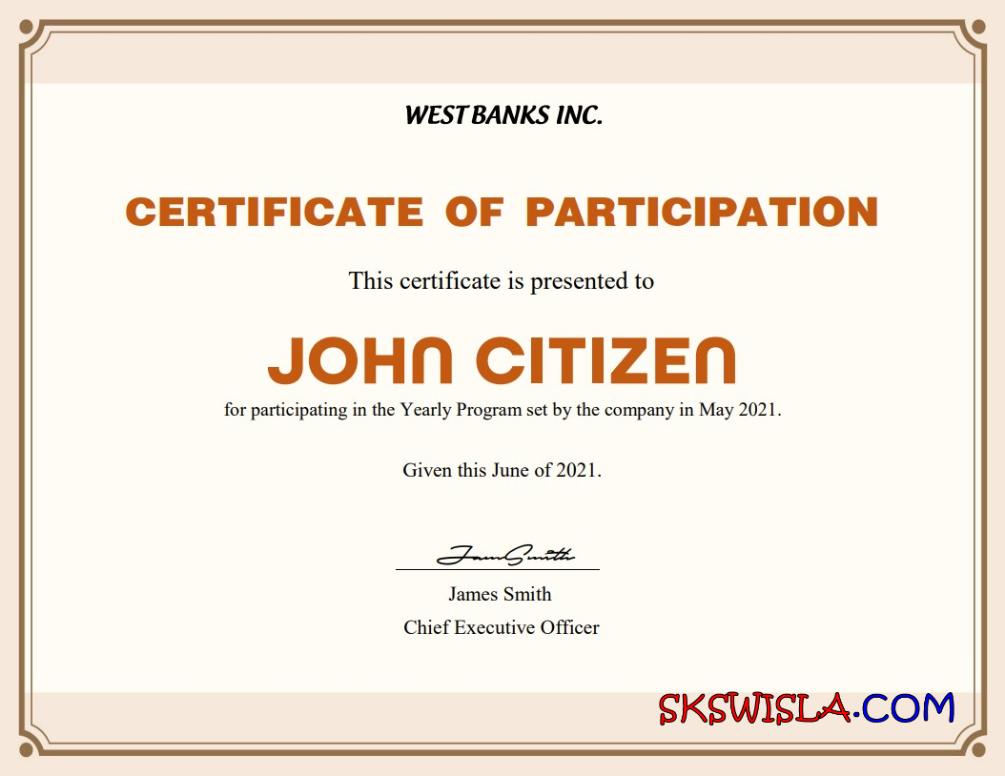 WEST BANKS INC.
CERTIFICATE OF PARTICIPATION
This certificate is presented to
JOHN CITIZEN
for participating in the Yearly Program set by the company in May 2021.
Given this June of 2021.
Jam Smith
James Smith
Chief Executive Officer
SKSWISLA.COM